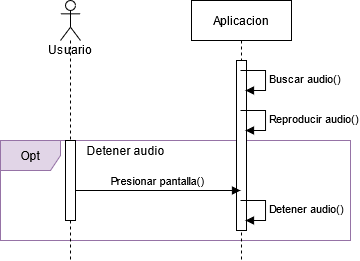 Aplicacion
Usuario
Buscar audio()
Reproducir audio()
Opt
Detener audio
Presionar pantalla()
Detener audio()